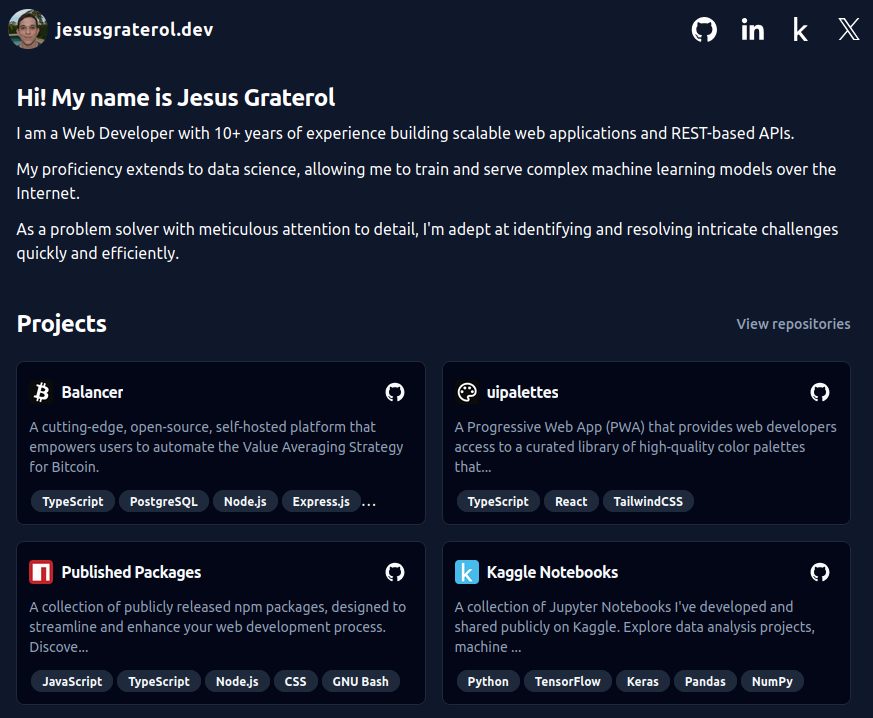 jesusgraterol.dev
Hi! My name is Jesus Graterol
I am a Web Developer with 10+ years of experience building scalable web applications and REST-based APIs.
My proficiency extends to data science, allowing me to train and serve complex machine learning models over the
Internet.
As a problem solver with meticulous attention to detail, I'm adept at identifying and resolving intricate challenges
quickly and efficiently.
Projects
View repositories
Balancer
A cutting-edge, open-source, self-hosted platform that
empowers users to automate the Value Averaging Strategy
for Bitcoin.
TypeScript PostgreSQL Node.js Express.js ...
uipalettes
A Progressive Web App (PWA) that provides web developers
access to a curated library of high-quality color palettes
that...
TypeScript React TailwindCSS
Published Packages
A collection of publicly released npm packages, designed to
streamline and enhance your web development process.
Discove...
JavaScript TypeScript Node.js CSS GNU Bash
Kaggle Notebooks
A collection of Jupyter Notebooks I've developed and
shared publicly on Kaggle. Explore data analysis projects,
machine ...
Python TensorFlow Keras Pandas NumPy